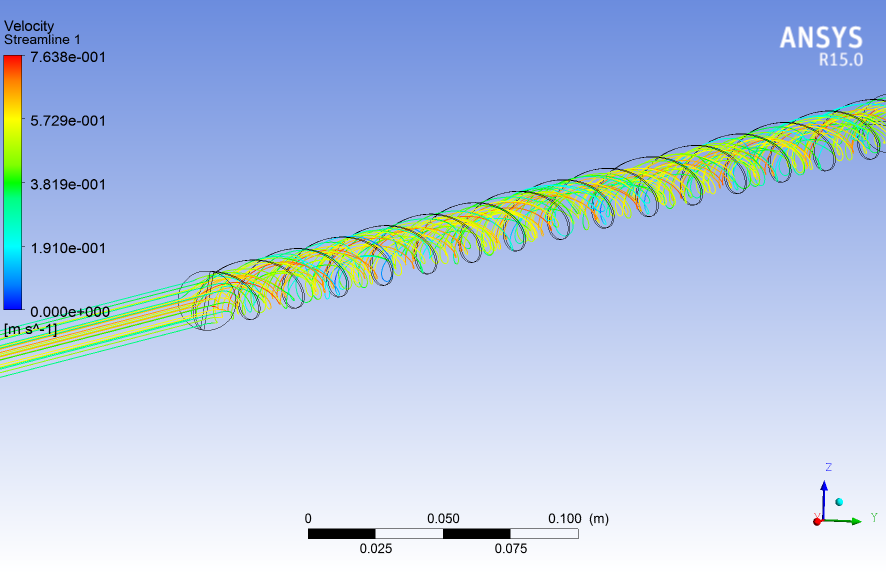 Velocity
Streamline 1
7.638e-001
5.729e-001
3.819e-001
1.910e-001
0.000e+000
[m s^-1]
ANSYS
R15.0
0 0.050 0.100 (m)
0.025 0.075
Z
X Y